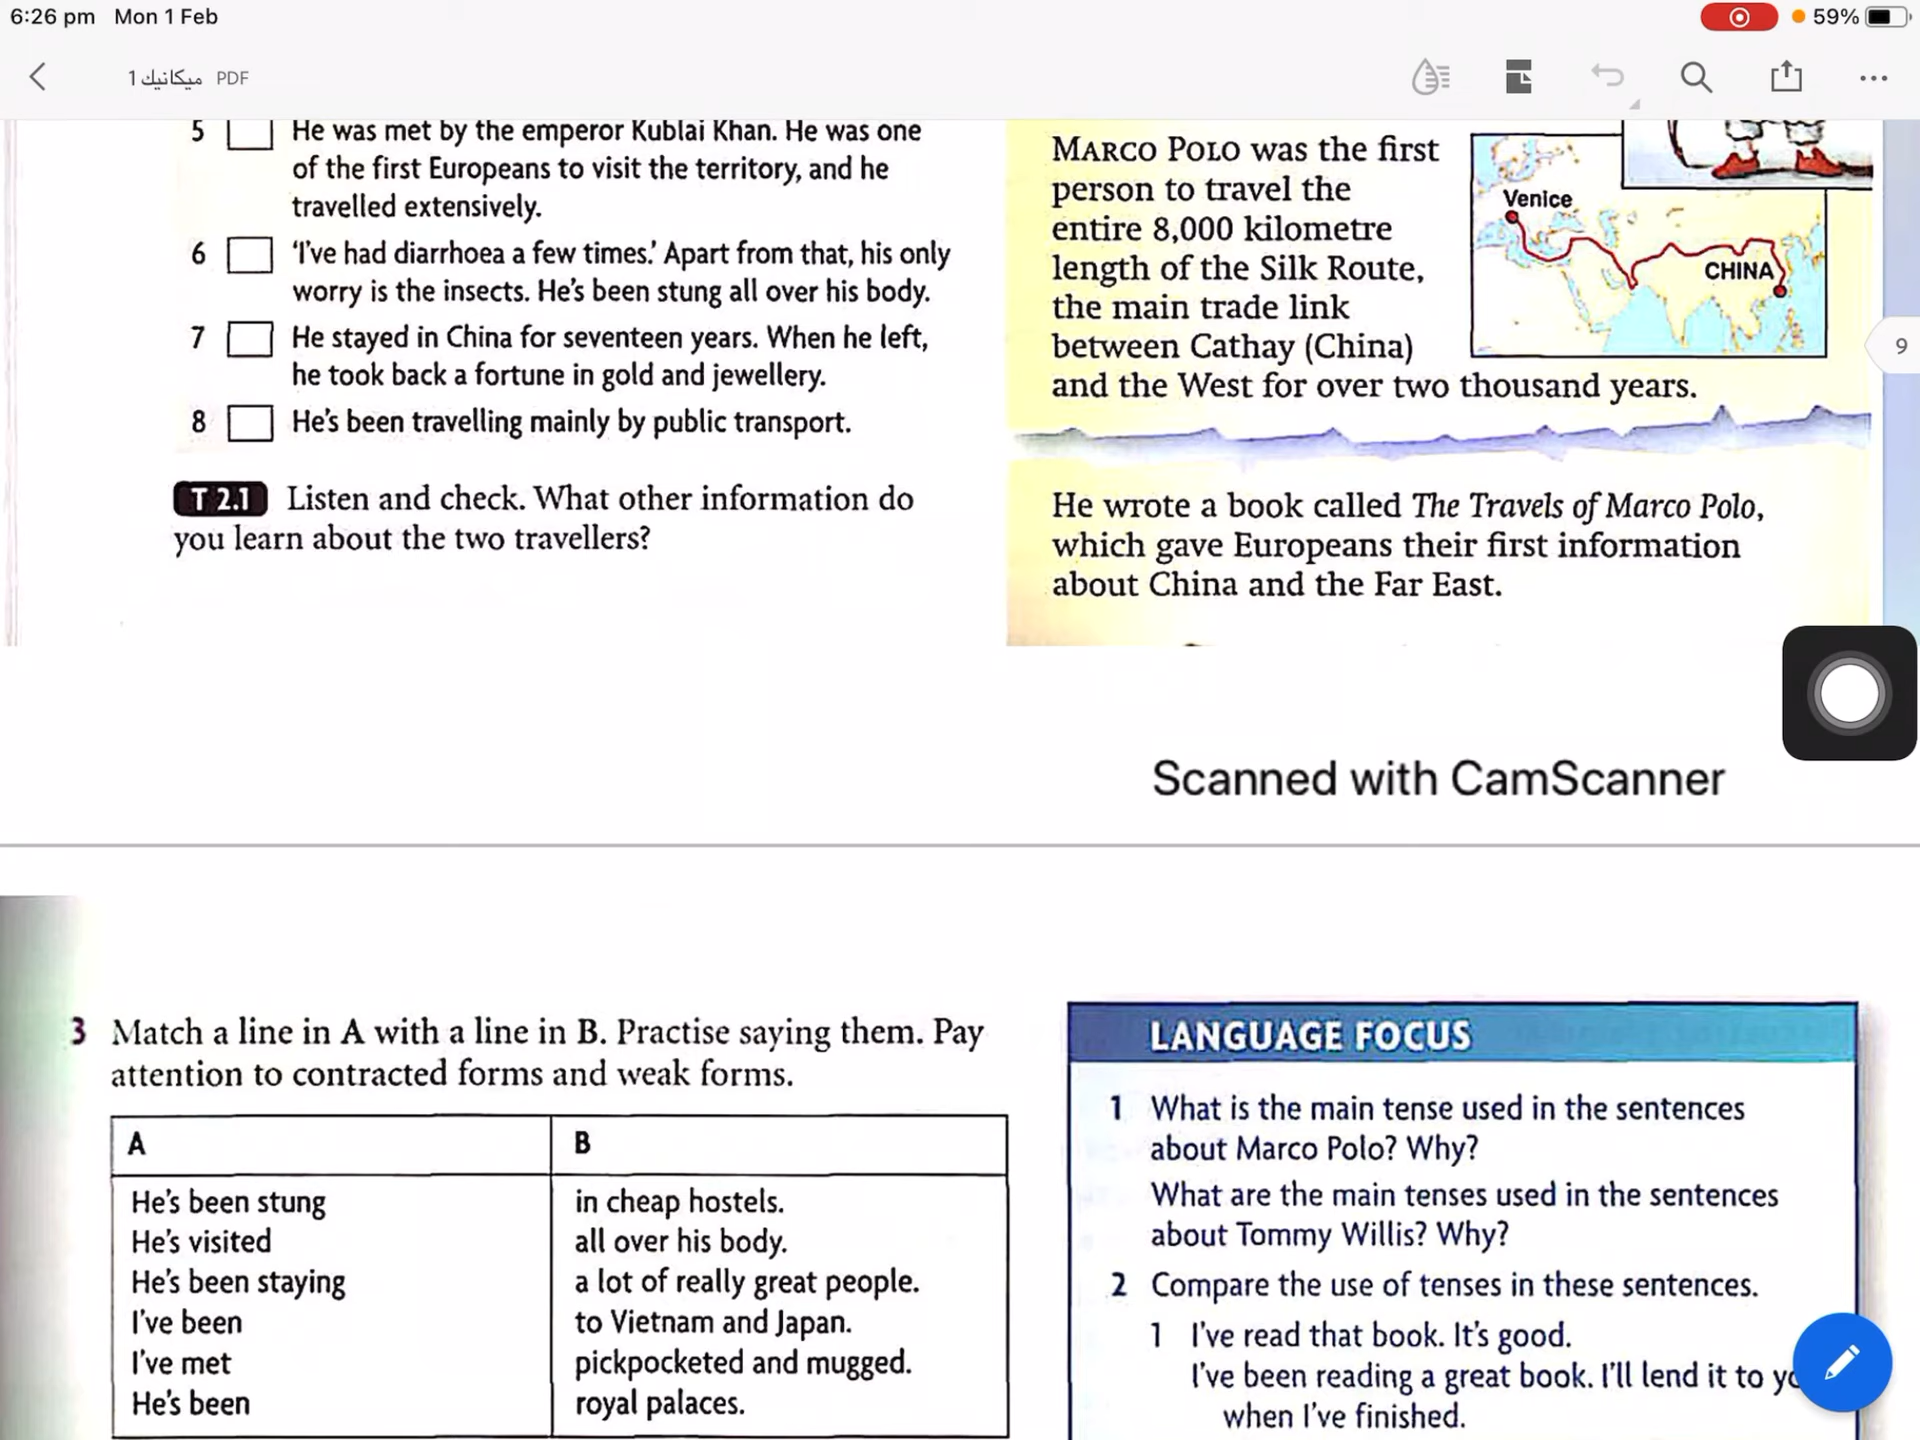 6:26 pm Mon 1 Feb
59%
ميكانيك 1 PDF
5 He was met by the emperor Kublai Khan. He was one
of the first Europeans to visit the territory, and he
travelled extensively.
6 ‘I’ve had diarrhoea a few times.’ Apart from that, his only
worry is the insects. He’s been stung all over his body.
7 He stayed in China for seventeen years. When he left,
he took back a fortune in gold and jewellery.
8 He’s been travelling mainly by public transport.
T 2.1 Listen and check. What other information do
you learn about the two travellers?
MARCO POLO was the first
person to travel the
entire 8,000 kilometre
length of the Silk Route,
the main trade link
between Cathay (China)
and the West for over two thousand years.
Venice
CHINA
9
He wrote a book called The Travels of Marco Polo,
which gave Europeans their first information
about China and the Far East.
Scanned with CamScanner
3 Match a line in A with a line in B. Practise saying them. Pay
attention to contracted forms and weak forms.
A B
He’s been stung in cheap hostels.
He’s visited all over his body.
He’s been staying a lot of really great people.
I’ve been to Vietnam and Japan.
I’ve met pickpocketed and mugged.
He’s been royal palaces.
LANGUAGE FOCUS
1 What is the main tense used in the sentences
about Marco Polo? Why?
What are the main tenses used in the sentences
about Tommy Willis? Why?
2 Compare the use of tenses in these sentences.
1 I’ve read that book. It’s good.
I’ve been reading a great book. I’ll lend it to yo
when I’ve finished.